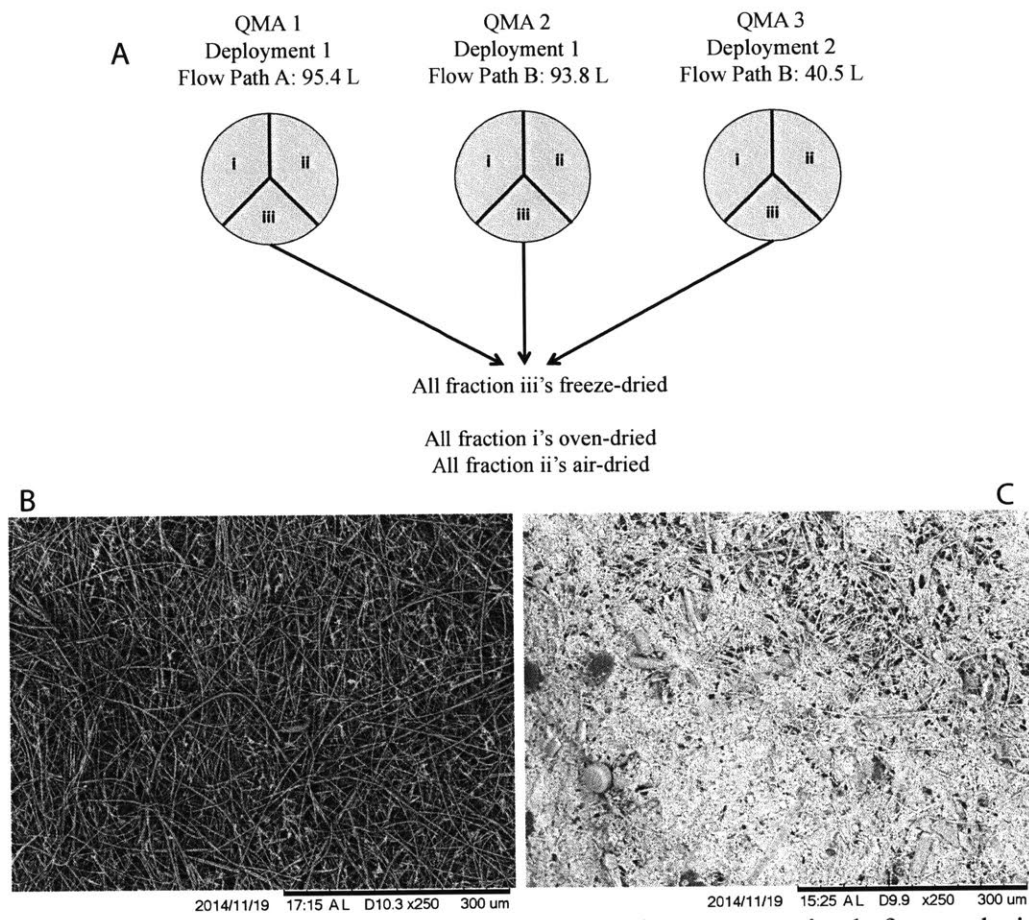 A
QMA 1
Deployment 1
Flow Path A: 95.4 L
QMA 2
Deployment 1
Flow Path B: 93.8 L
QMA 3
Deployment 2
Flow Path B: 40.5 L
i
ii
iii
i
ii
iii
i
ii
iii
All fraction iii's freeze-dried
All fraction i's oven-dried
All fraction ii's air-dried
B
C
2014/11/19 17:15 A L D10.3 x250 300 um
2014/11/19 15:25 A L D9.9 x250 300 um